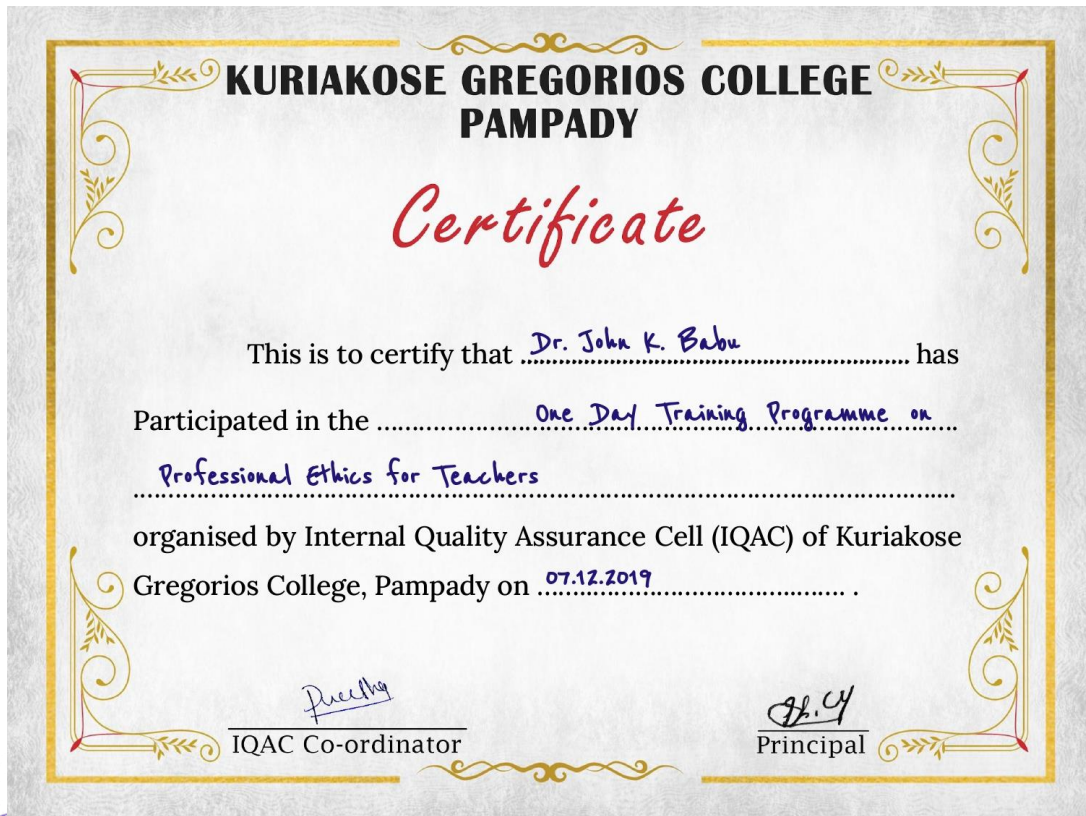 KURIAKOSE GREGORIOS COLLEGE
PAMPADY
Certificate
This is to certify that Dr. John K. Babu has
Participated in the One Day Training Programme on
Professional Ethics for Teachers
organised by Internal Quality Assurance Cell (IQAC) of Kuriakose
Gregorios College, Pampady on 07.12.2019 .
IQAC Co-ordinator
Principal